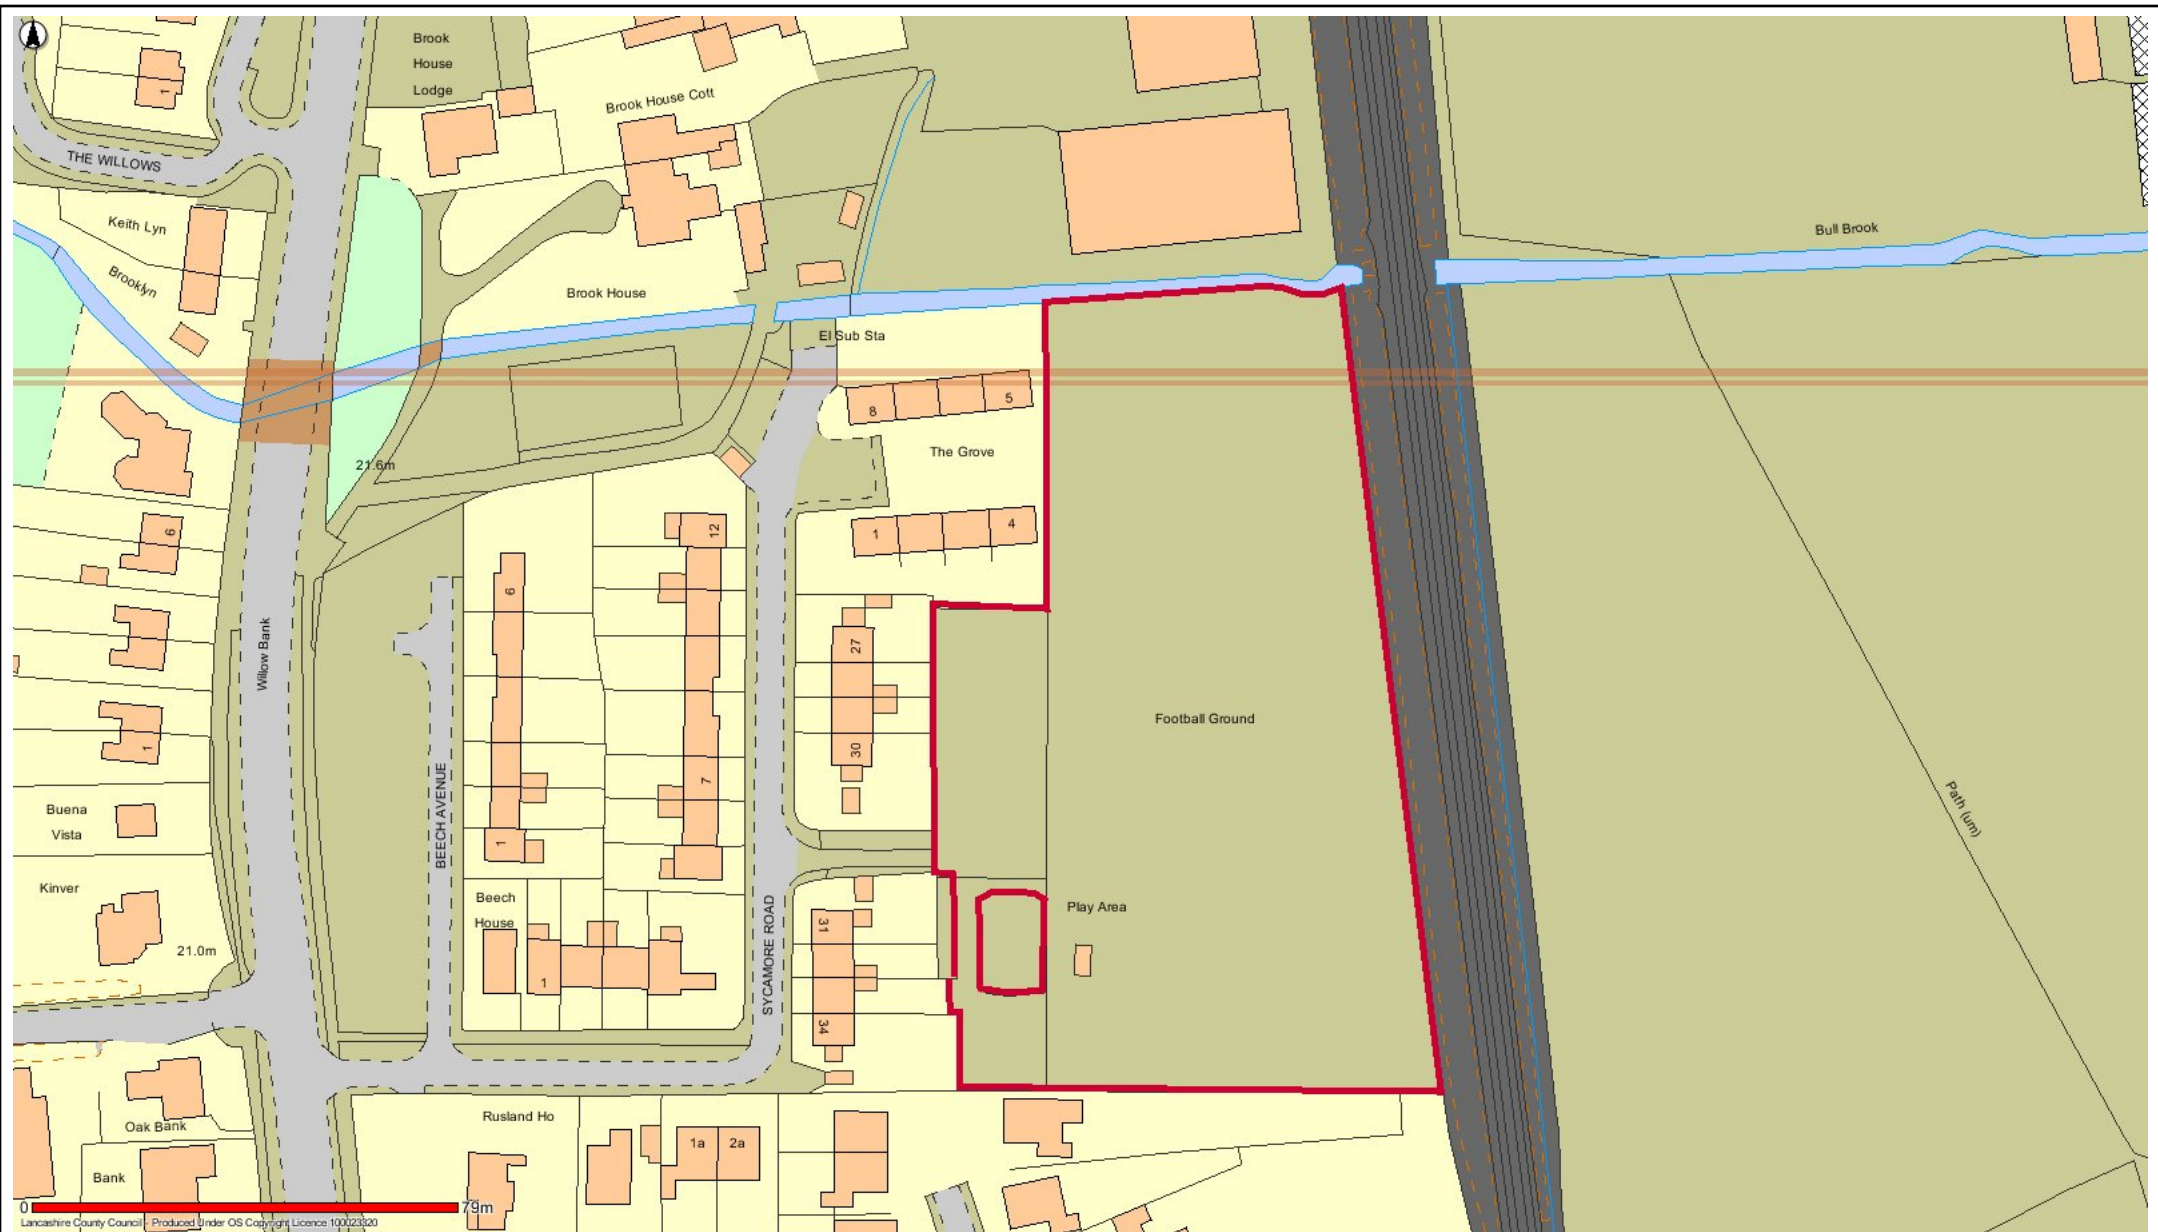 Brook
House
Lodge
Brook House Cott
1
THE WILLOWS
Keith Lyn
Brooklyn
Brook House
Bull Brook
El Sub Sta
8
5
The Grove
21.6m
1
4
12
6
6
27
Willow Bank
Football Ground
30
1
7
BEECH AVENUE
Buena
Vista
Path (um)
1
Kinver
Beech
House
Play Area
31
SYCAMORE ROAD
21.0m
1
34
Rusland Ho
Oak Bank
1a
2a
Bank
0
79m
Lancashire County Council - Produced Under OS Copyright Licence 100023320